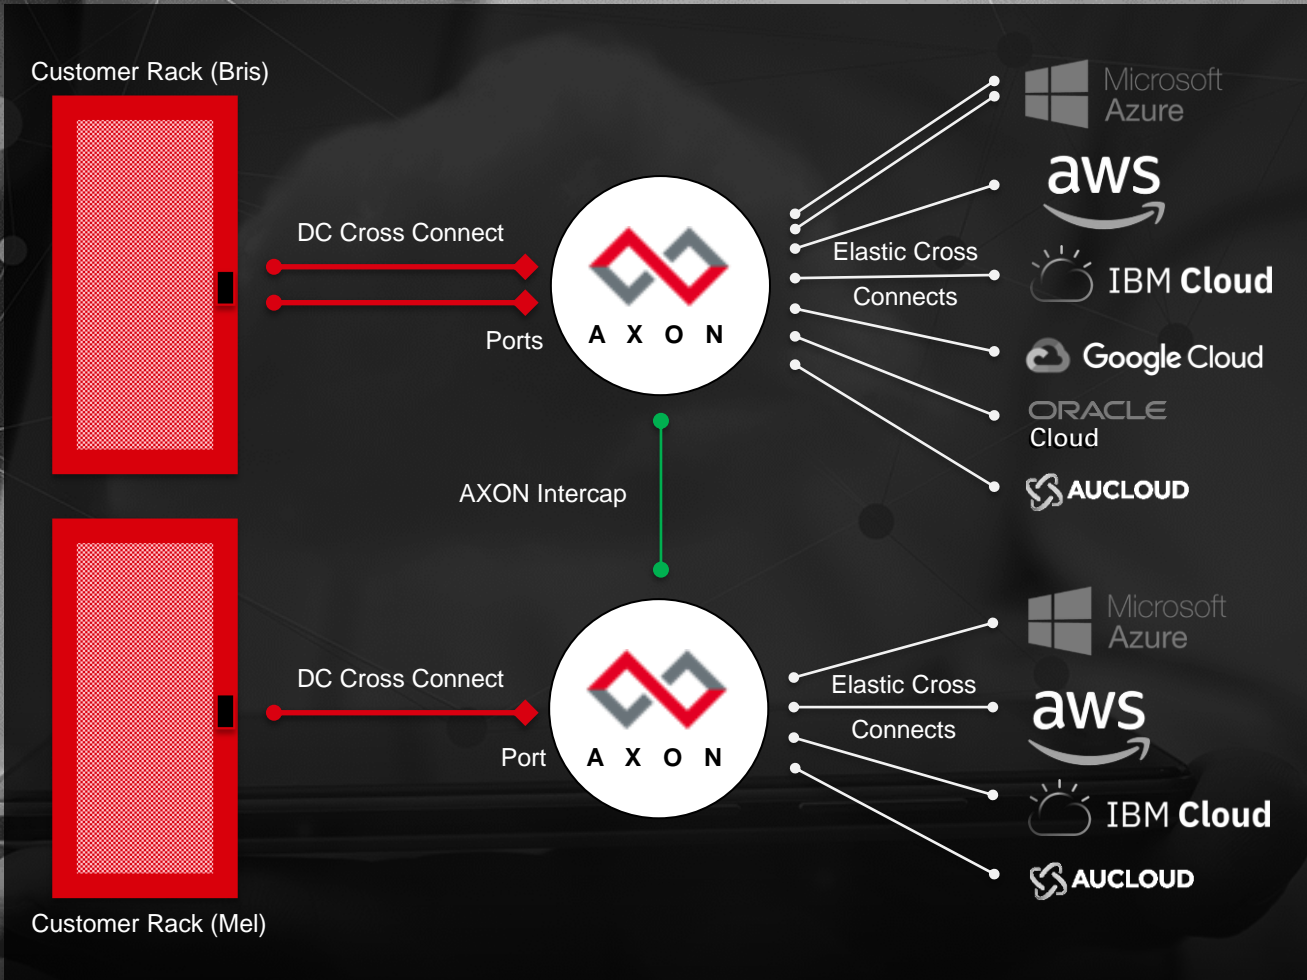 Customer Rack (Bris)
DC Cross Connect
Ports
AXON
Elastic Cross
Connects
Microsoft
Azure
aws
IBM Cloud
Google Cloud
ORACLE
Cloud
AUCLOUD
AXON Intercap
DC Cross Connect
Port
AXON
Elastic Cross
Connects
Microsoft
Azure
aws
IBM Cloud
AUCLOUD
Customer Rack (Mel)